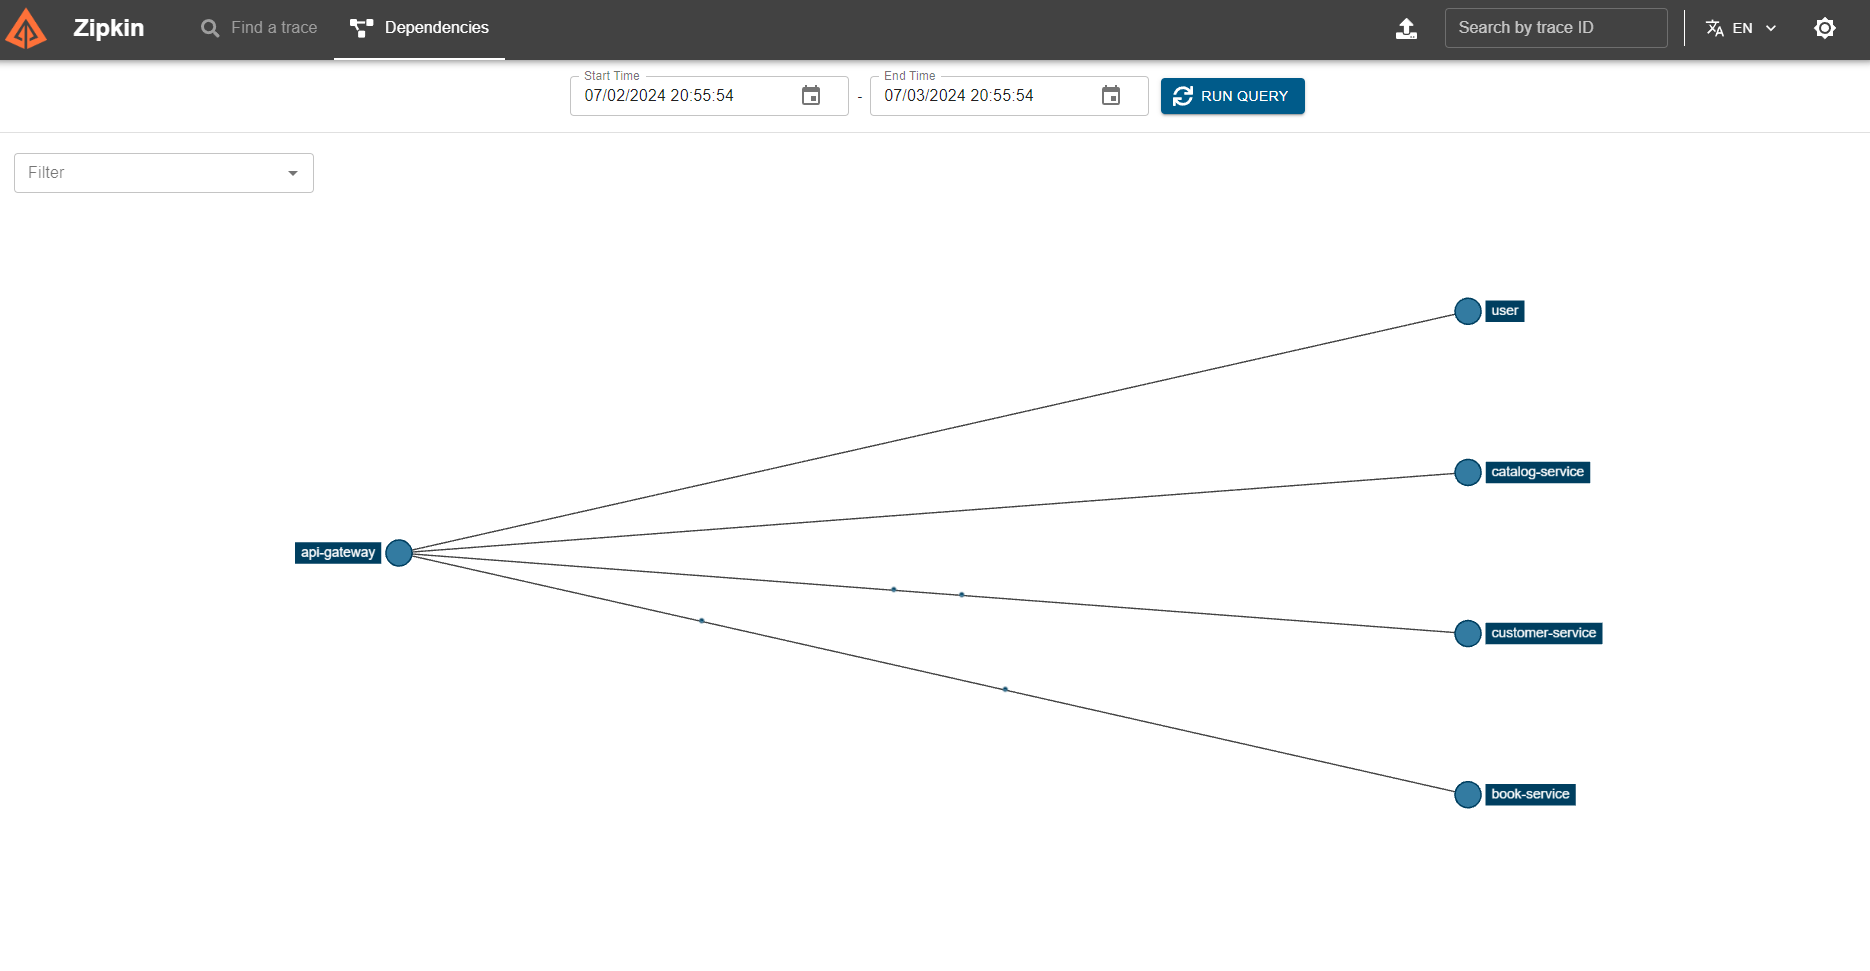 Zipkin
Find a trace
Dependencies
Search by trace ID
EN
Start Time
07/02/2024 20:55:54
-
End Time
07/03/2024 20:55:54
RUN QUERY
Filter
user
catalog-service
api-gateway
customer-service
book-service